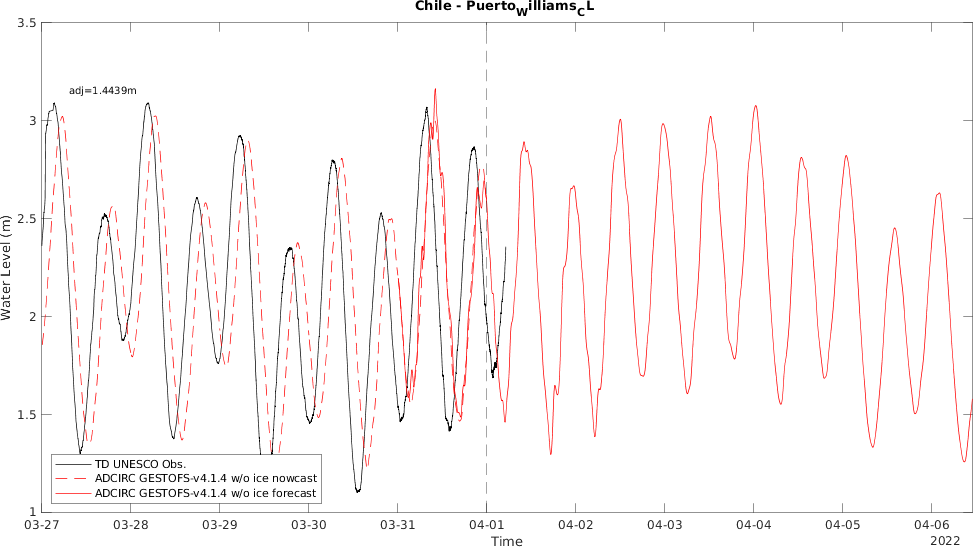 Chile - PuertoWilliamsCL
3.5
adj=1.4439m
3
2.5
Water Level (m)
2
1.5
TD UNESCO Obs.
ADCIRC GESTOFS-v4.1.4 w/o ice nowcast
ADCIRC GESTOFS-v4.1.4 w/o ice forecast
1
03-27 03-28 03-29 03-30 03-31 04-01 04-02 04-03 04-04 04-05 04-06
Time 2022